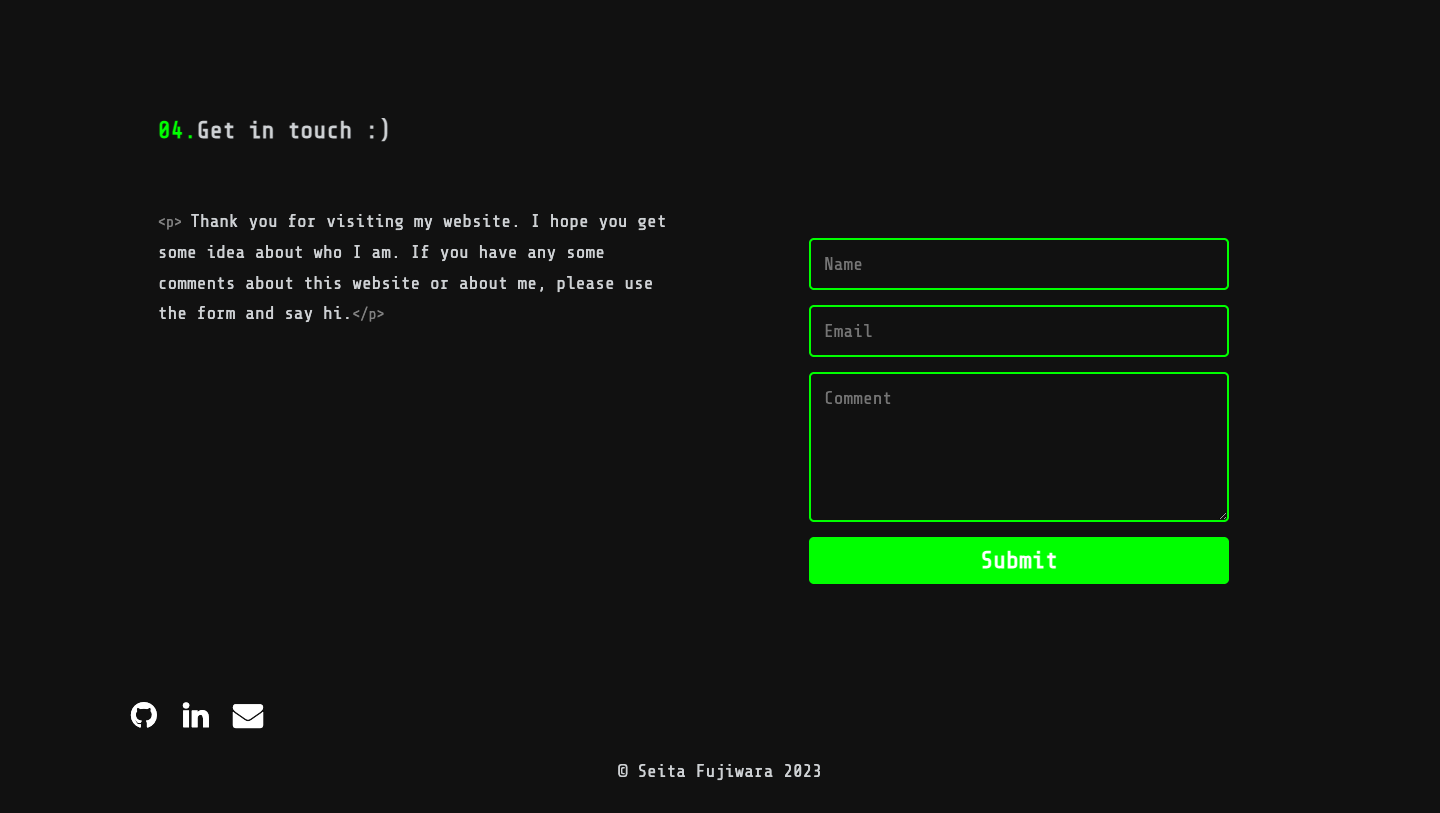 04.Get in touch :)
<p> Thank you for visiting my website. I hope you get
some idea about who I am. If you have any some
comments about this website or about me, please use
the form and say hi.</p>
Name
Email
Comment
Submit
© Seita Fujiwara 2023